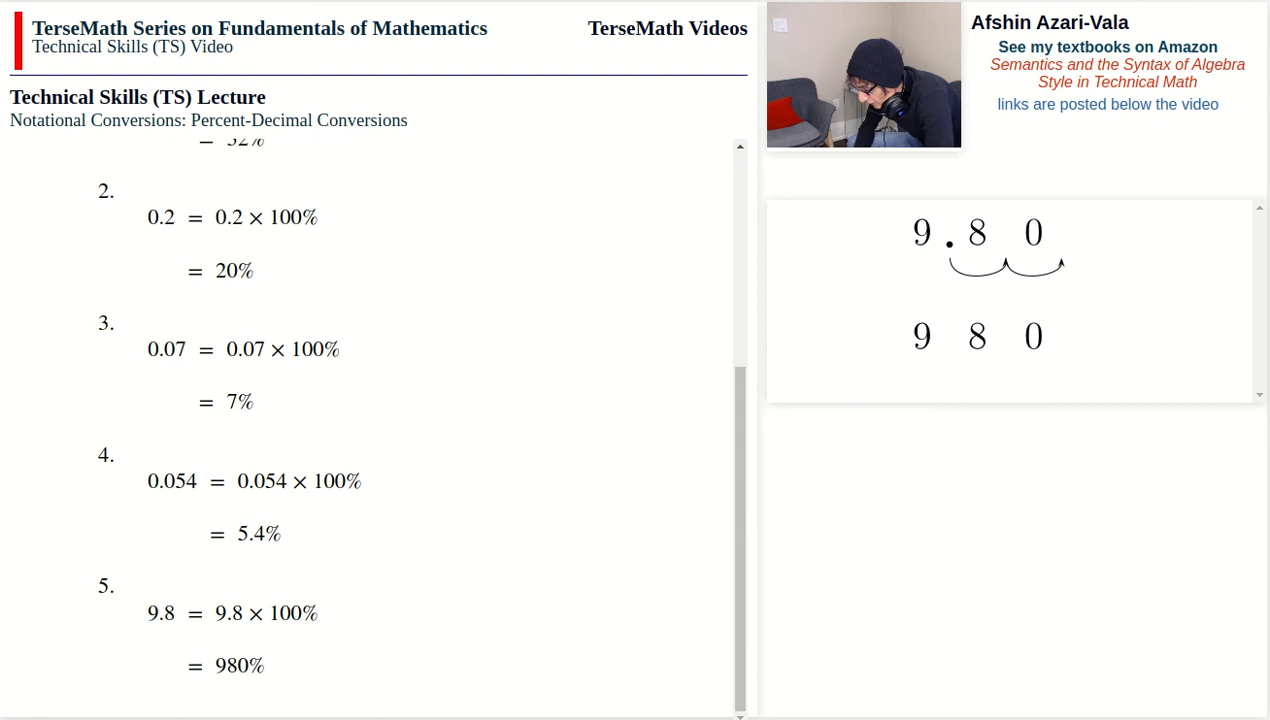 TerseMath Series on Fundamentals of Mathematics
Technical Skills (TS) Video
TerseMath Videos
Technical Skills (TS) Lecture
Notational Conversions: Percent-Decimal Conversions
= 32%
2.
0.2 = 0.2 × 100%
= 20%
3.
0.07 = 0.07 × 100%
= 7%
4.
0.054 = 0.054 × 100%
= 5.4%
5.
9.8 = 9.8 × 100%
= 980%
Afshin Azari-Vala
See my textbooks on Amazon
Semantics and the Syntax of Algebra
Style in Technical Math
links are posted below the video
9 . 8 0
9 8 0